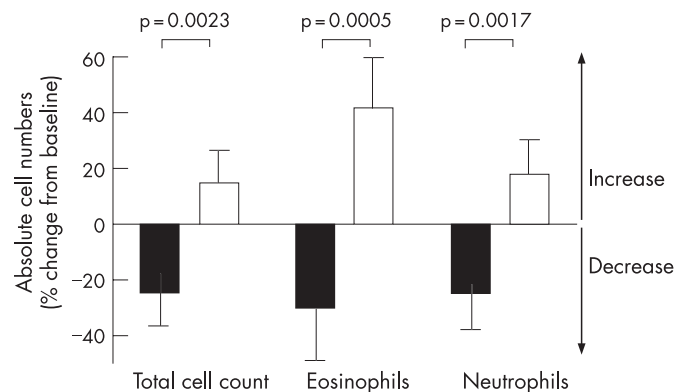 p = 0.0023 p = 0.0005 p = 0.0017
Absolute cell numbers
(% change from baseline)
60
40
20
0
−20
−40
Increase
Decrease
Total cell count Eosinophils Neutrophils